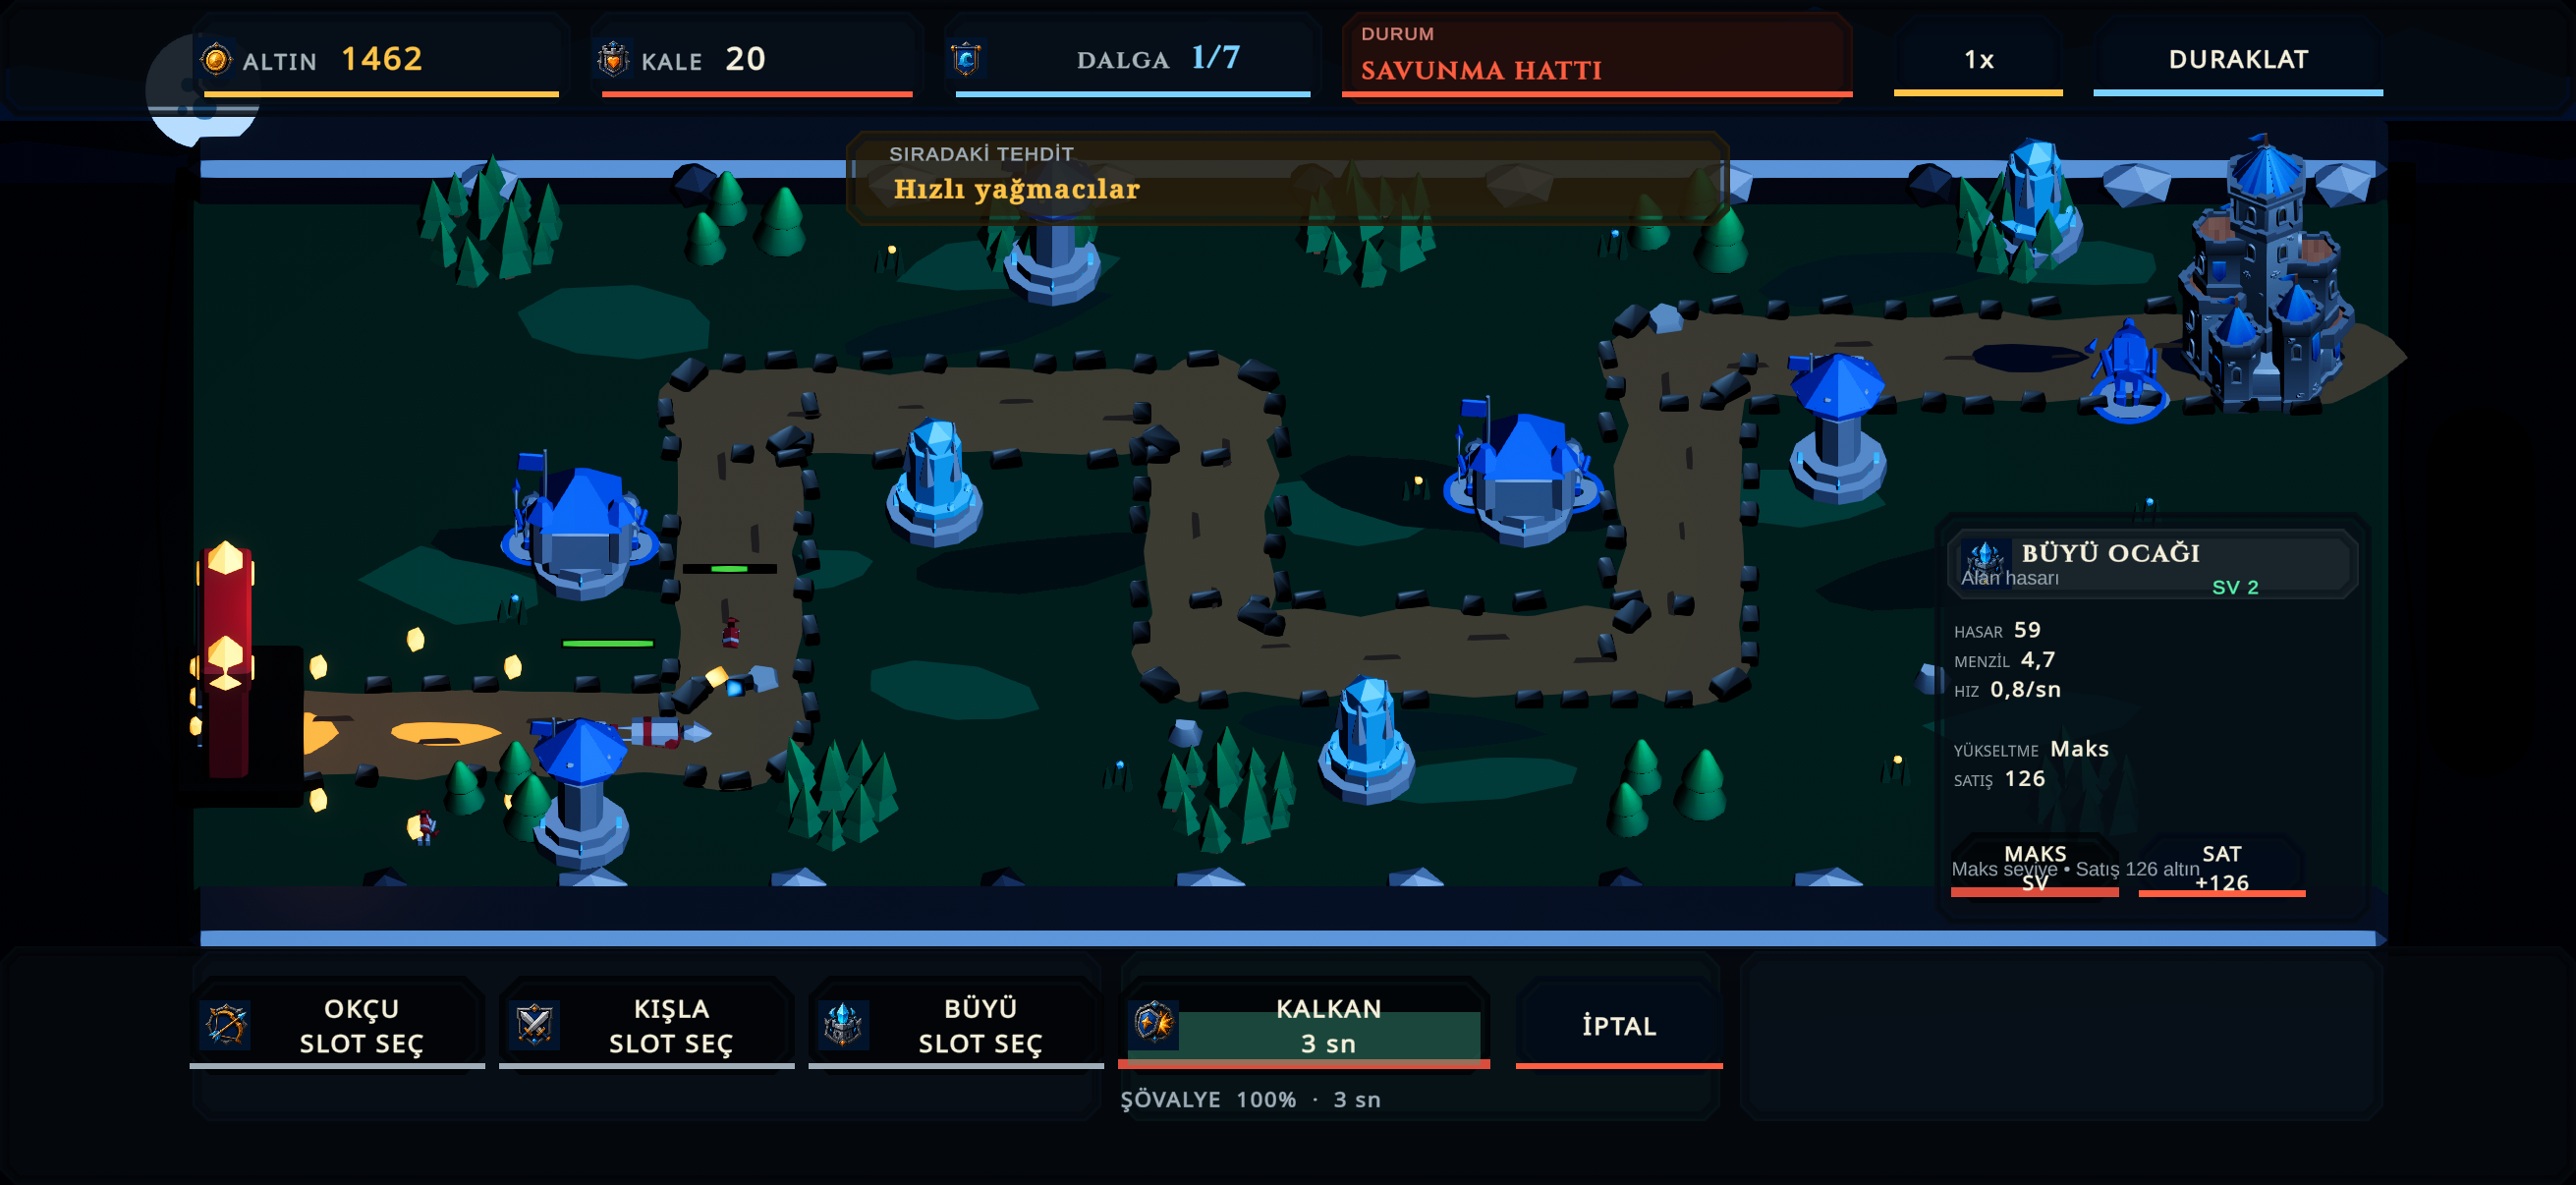 ALTIN 1462
KALE 20
DALGA 1/7
DURUM
SAVUNMA HATTI
1x
DURAKLAT
SIRADAKİ TEHDİT
Hızlı yağmacılar
BÜYÜ OCAĞI
Alan hasarı
SV 2
HASAR 59
MENZİL 4,7
HIZ 0,8/sn
YÜKSELTME Maks
SATIŞ 126
MAKS
SV
SAT
+126
Maks seviye • Satış 126 altın
OKÇU
SLOT SEÇ
KIŞLA
SLOT SEÇ
BÜYÜ
SLOT SEÇ
KALKAN
3 sn
İPTAL
ŞÖVALYE 100% · 3 sn